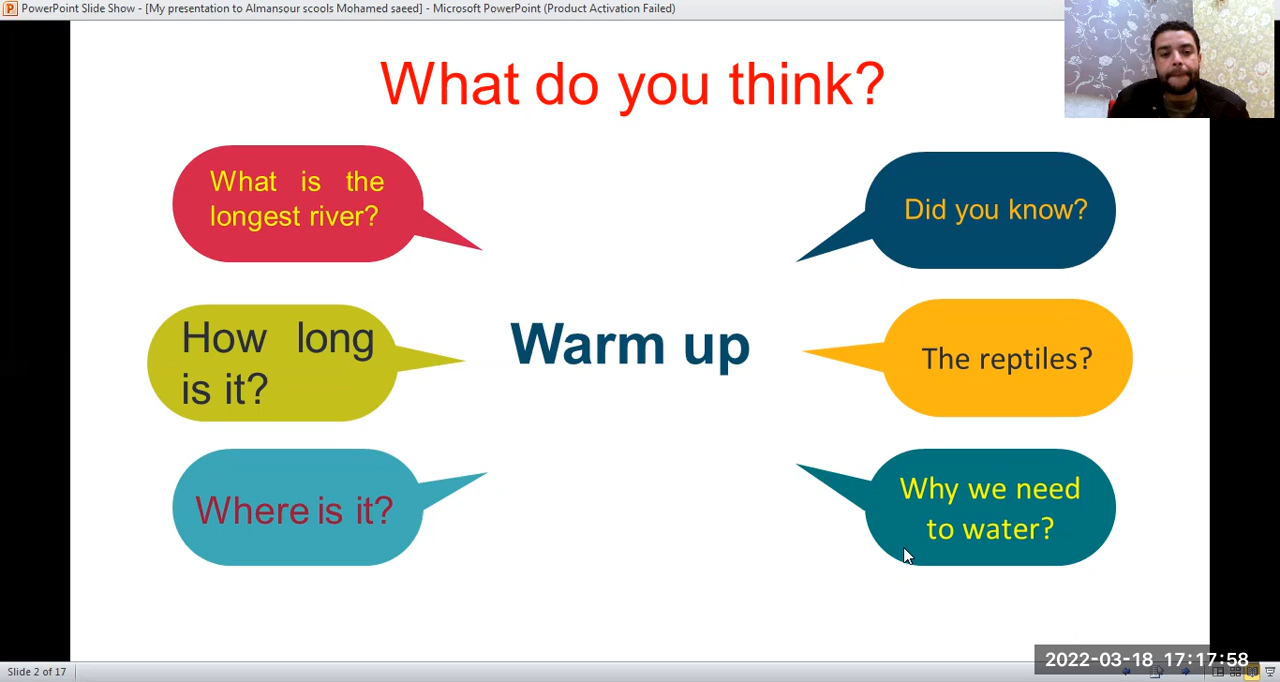 PowerPoint Slide Show - [My presentation to Almansour scools Mohamed saeed] - Microsoft PowerPoint (Product Activation Failed)
What do you think?
What is the
longest river?
Did you know?
How long
is it?
Warm up
The reptiles?
Where is it?
Why we need
to water?
2022-03-18 17:17:58
Slide 2 of 17